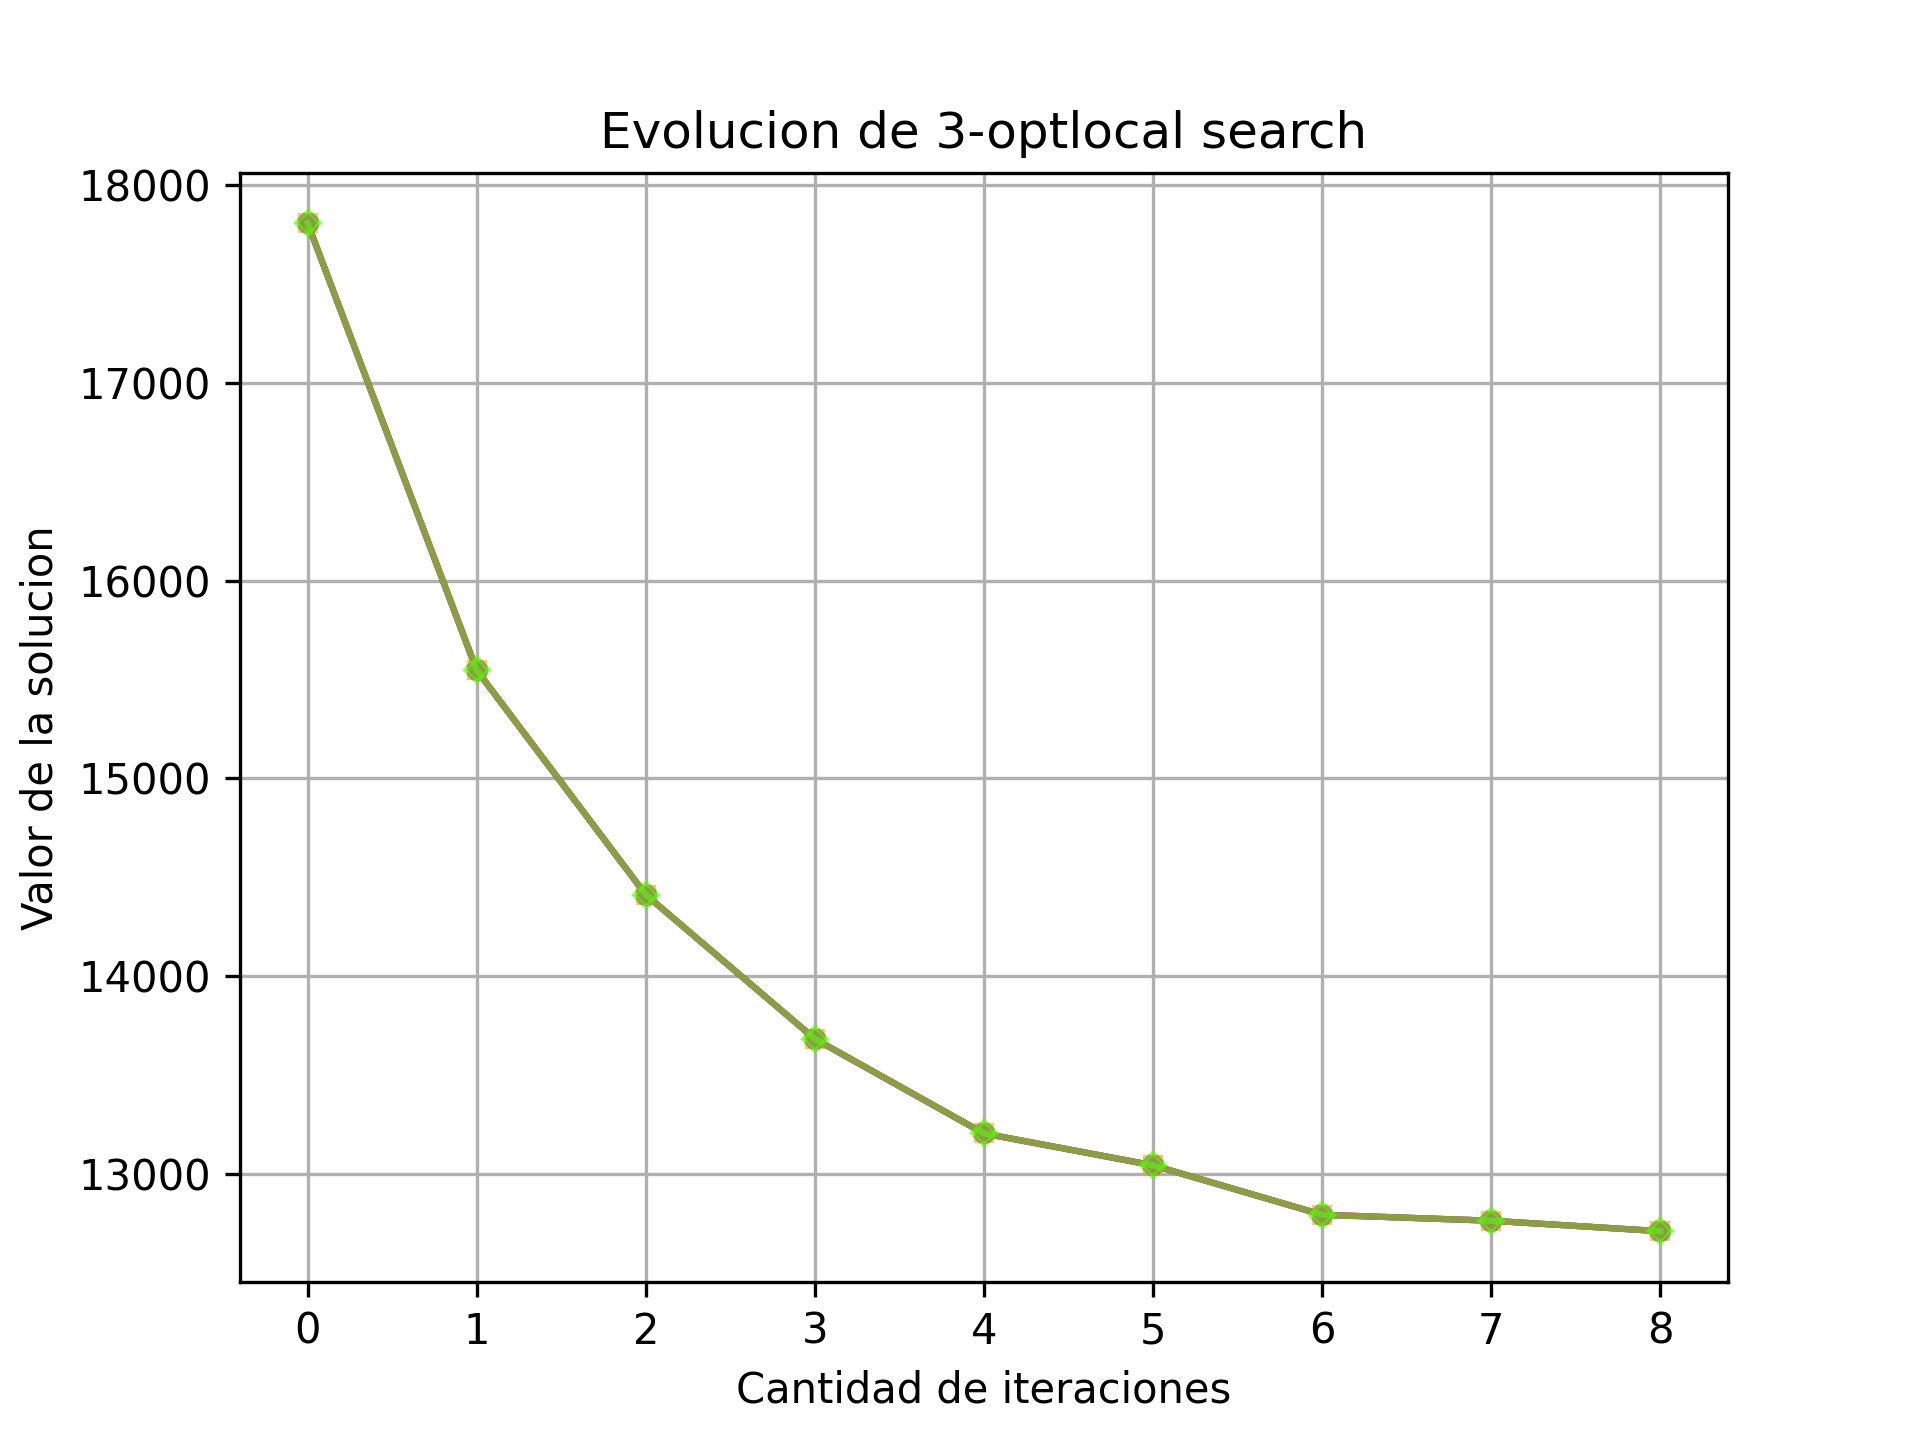 Evolucion de 3-optlocal search
18000
17000
16000
15000
14000
13000
Valor de la solucion
0 1 2 3 4 5 6 7 8
Cantidad de iteraciones